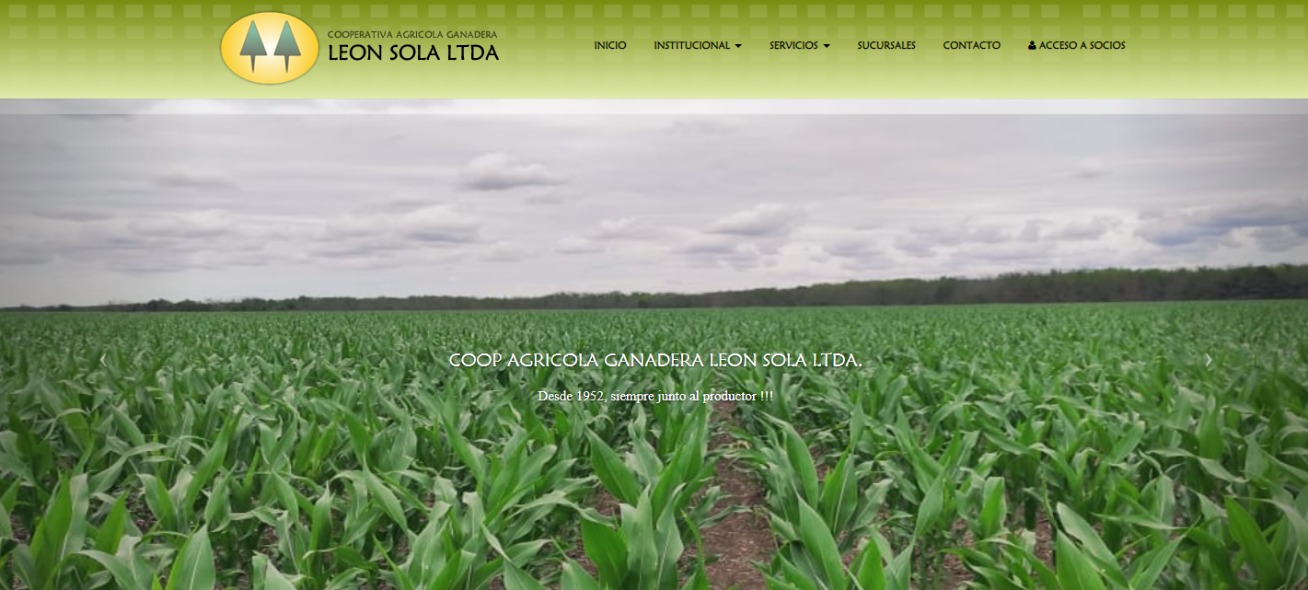 COOPERATIVA AGRICOLA GANADERA
LEON SOLA LTDA
INICIO INSTITUCIONAL SERVICIOS SUCURSALES CONTACTO ACCESO A SOCIOS
COOP AGRICOLA GANADERA LEON SOLA LTDA.
Desde 1952, siempre junto al productor !!!